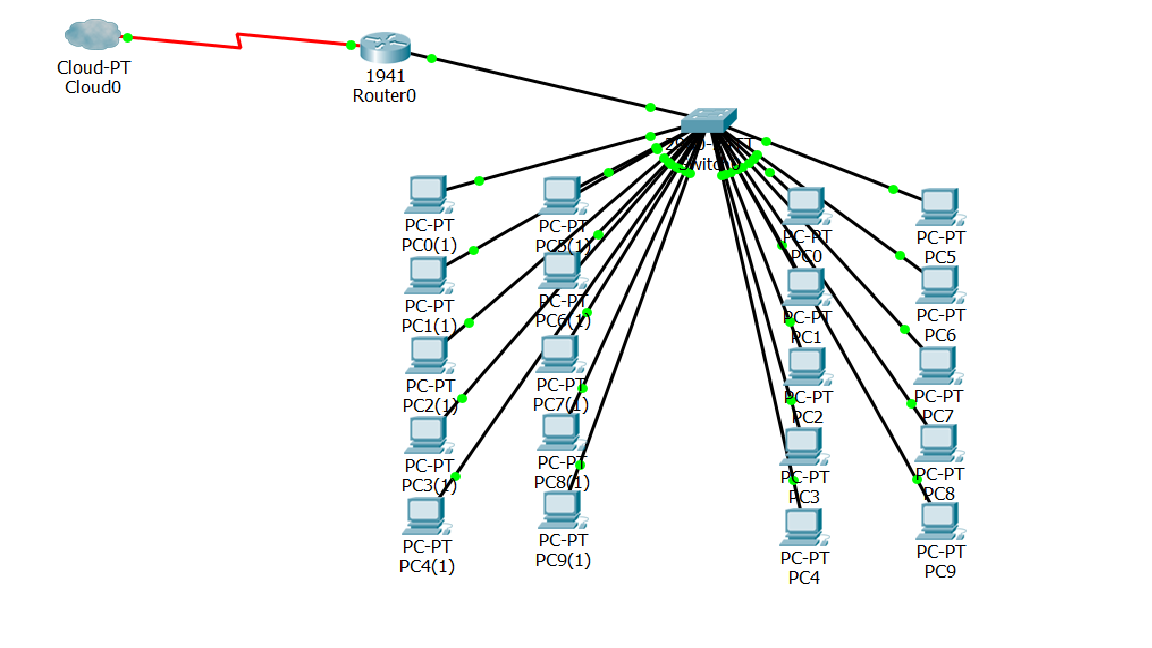 Cloud-PT
Cloud0
1941
Router0
PC-PT
PC0(1)
PC-PT
PC5(1)
PC-PT
PC0
PC-PT
PC5
PC-PT
PC1(1)
PC-PT
PC6(1)
PC-PT
PC1
PC-PT
PC6
PC-PT
PC2(1)
PC-PT
PC7(1)
PC-PT
PC2
PC-PT
PC7
PC-PT
PC3(1)
PC-PT
PC8(1)
PC-PT
PC3
PC-PT
PC8
PC-PT
PC4(1)
PC-PT
PC9(1)
PC-PT
PC4
PC-PT
PC9